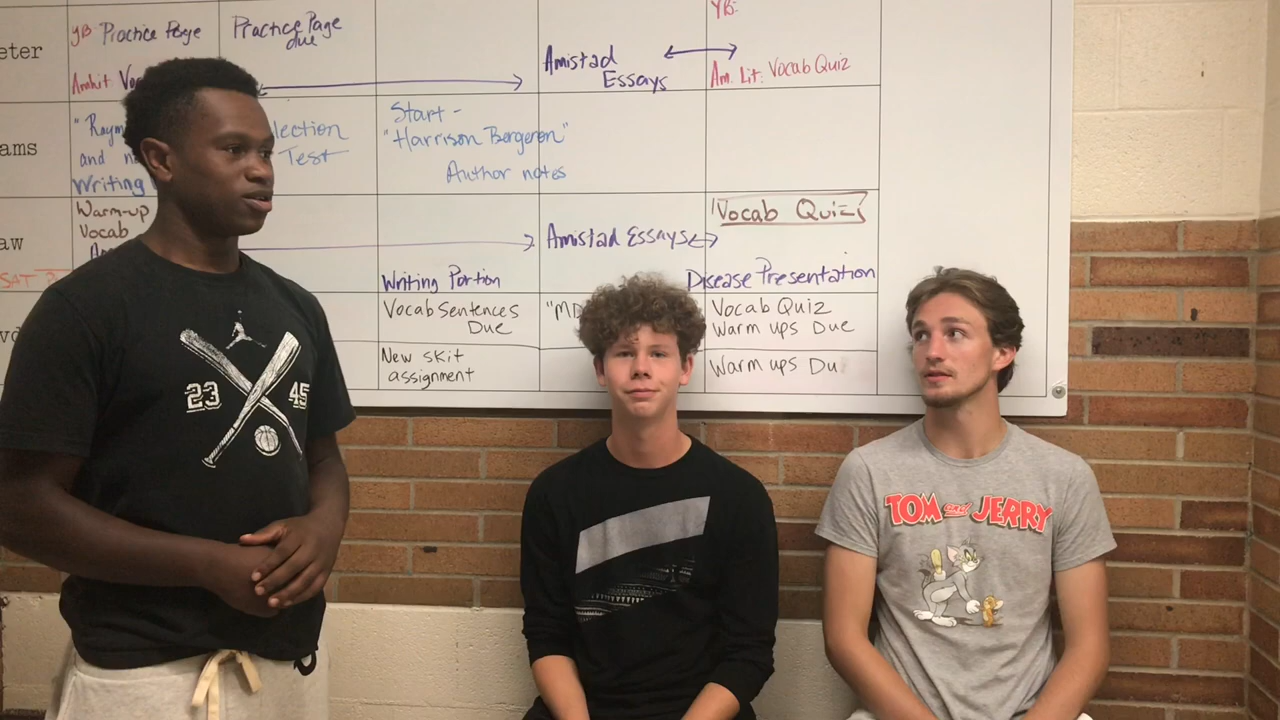 eter
YB: Practice Page
Practice Page
due
YB:
Amistad
Essays
Am. Lit: Vocab Quiz
ams
"Raym
and n
Writing
lection
Test
Start -
"Harrison Bergeron"
Author notes
aw
Warm-up
Vocab
Amistad Essays
Vocab Quiz
SAT
Writing Portion
Disease Presentation
Vocab Sentences
Due
"MD
Vocab Quiz
Warm ups Due
New skit
assignment
Warm ups Du
23
45
TOM and JERRY